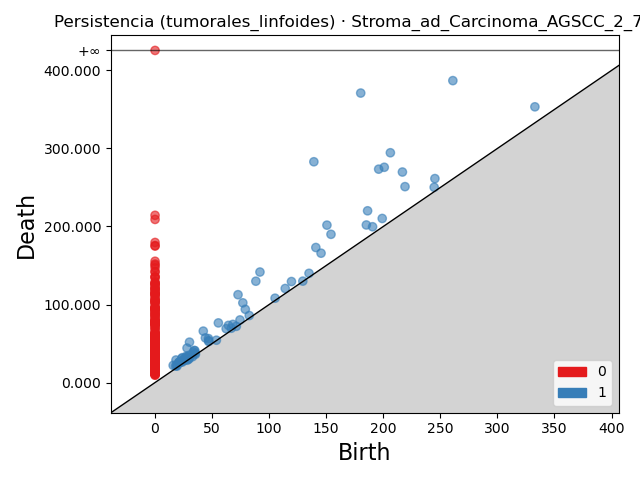 Persistencia (tumorales_linfoides) · Stroma_ad_Carcinoma_AGSCC_2_7
+∞
400.000
300.000
200.000
100.000
0.000
Death
0 50 100 150 200 250 300 350 400
Birth
0
1